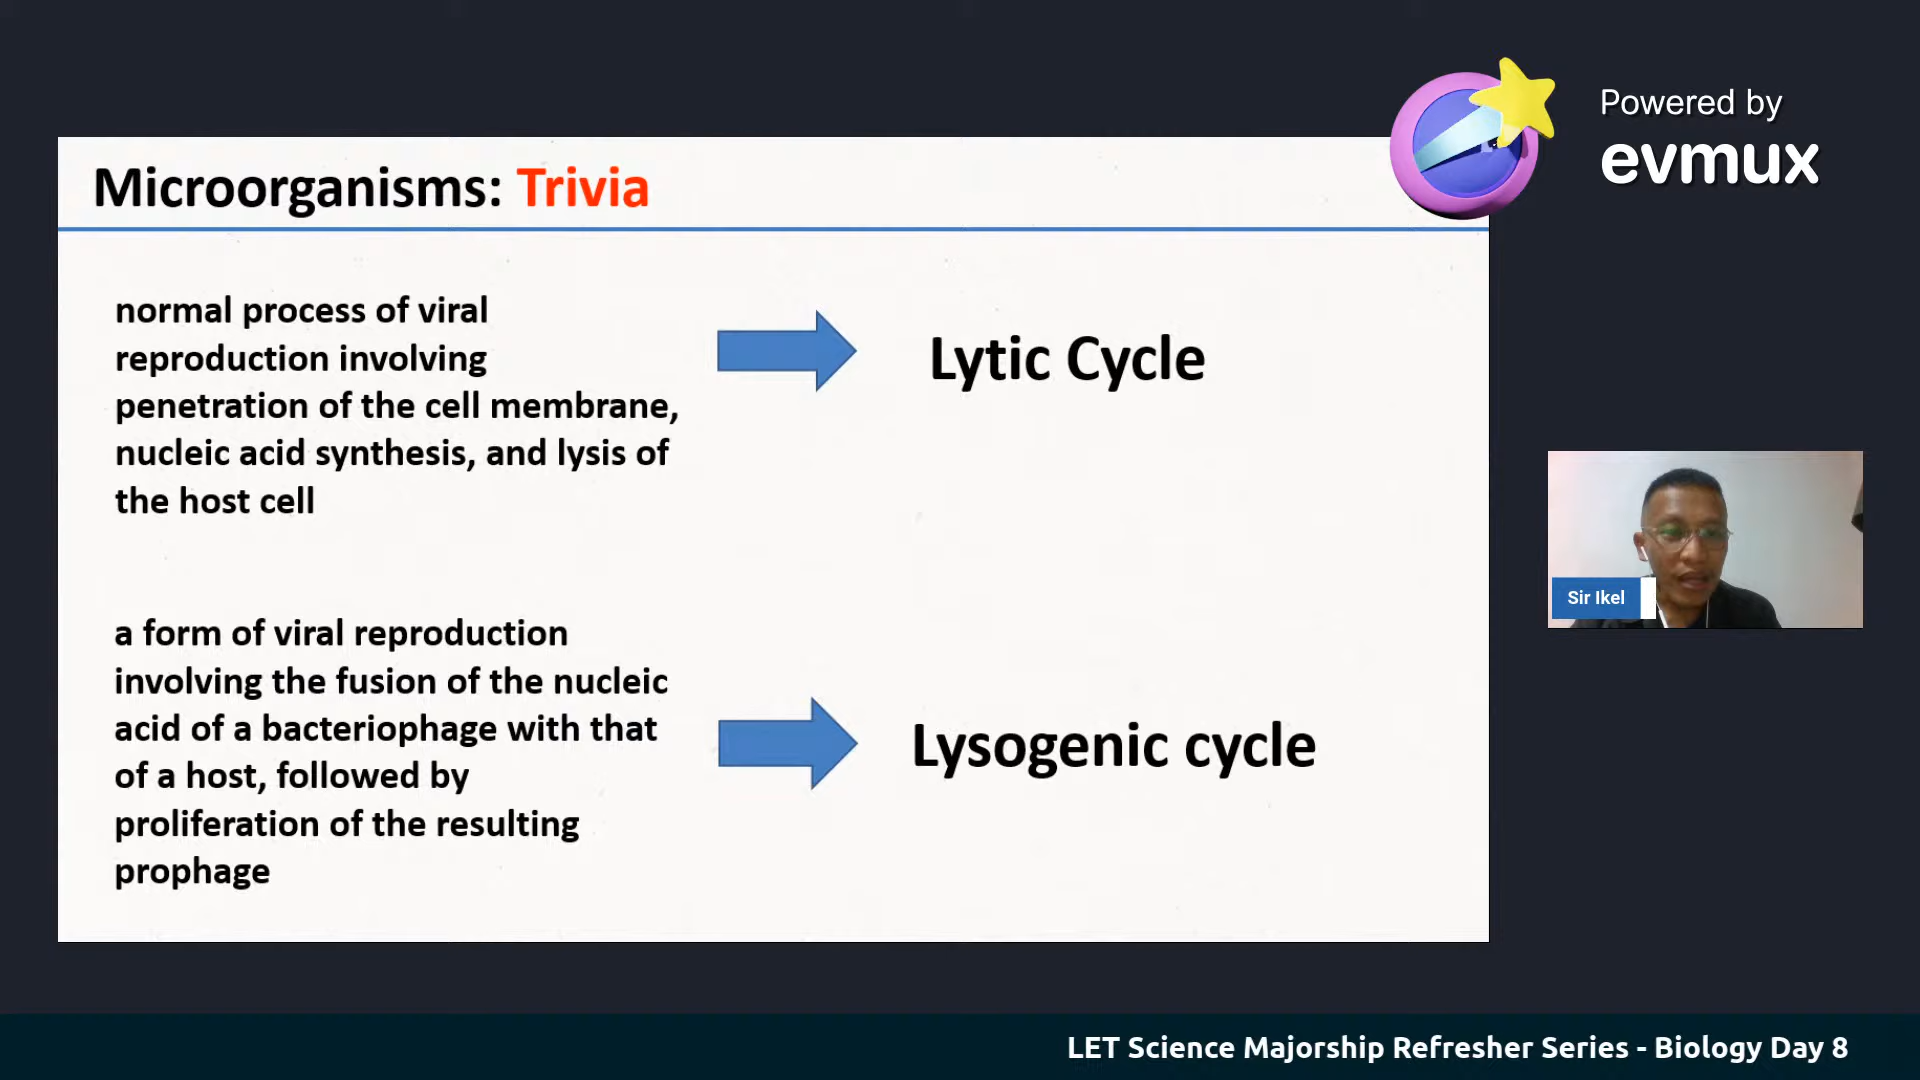 Powered by
evmux
Microorganisms: Trivia
normal process of viral
reproduction involving
penetration of the cell membrane,
nucleic acid synthesis, and lysis of
the host cell
Lytic Cycle
a form of viral reproduction
involving the fusion of the nucleic
acid of a bacteriophage with that
of a host, followed by
proliferation of the resulting
prophage
Lysogenic cycle
Sir Ikel
LET Science Majorship Refresher Series - Biology Day 8